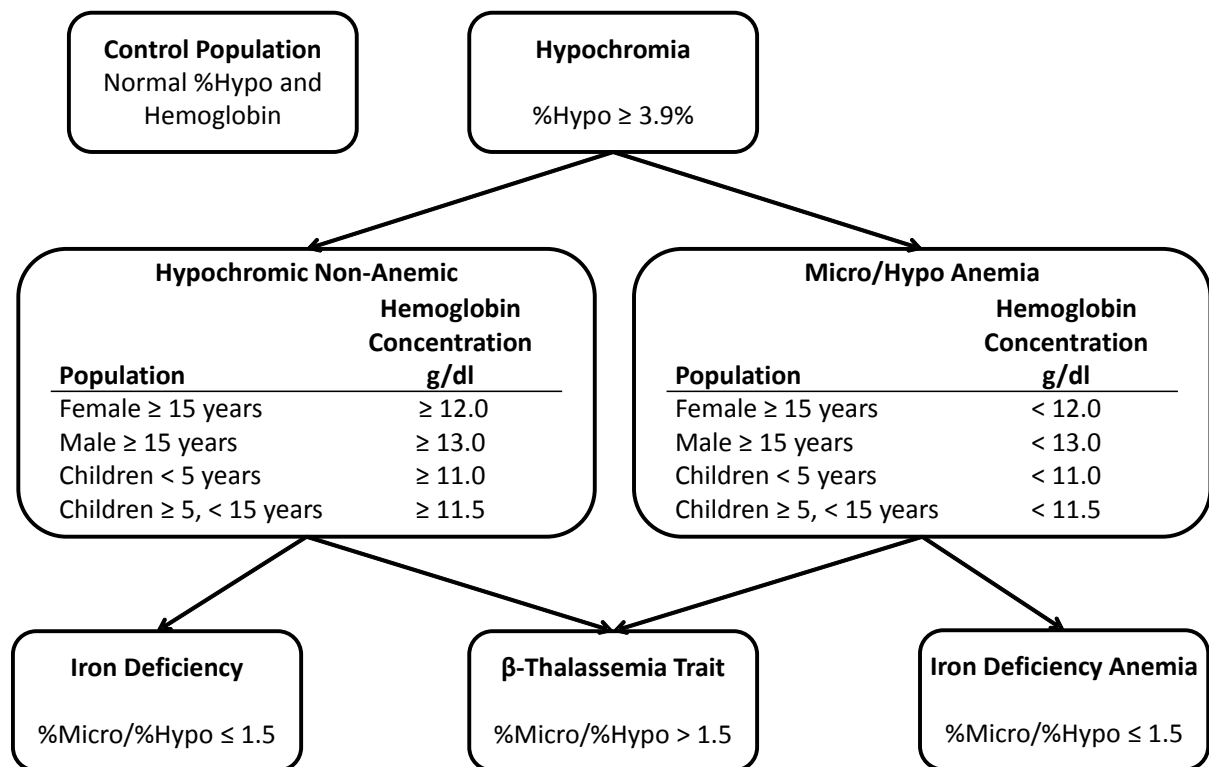 Control Population
Normal %Hypo and
Hemoglobin
Hypochromia
%Hypo ≥ 3.9%
Hypochromic Non-Anemic
Hemoglobin
Concentration
Population g/dl
Female ≥ 15 years ≥ 12.0
Male ≥ 15 years ≥ 13.0
Children < 5 years ≥ 11.0
Children ≥ 5, < 15 years ≥ 11.5
Micro/Hypo Anemia
Hemoglobin
Concentration
Population g/dl
Female ≥ 15 years < 12.0
Male ≥ 15 years < 13.0
Children < 5 years < 11.0
Children ≥ 5, < 15 years < 11.5
Iron Deficiency
%Micro/%Hypo ≤ 1.5
β-Thalassemia Trait
%Micro/%Hypo > 1.5
Iron Deficiency Anemia
%Micro/%Hypo ≤ 1.5